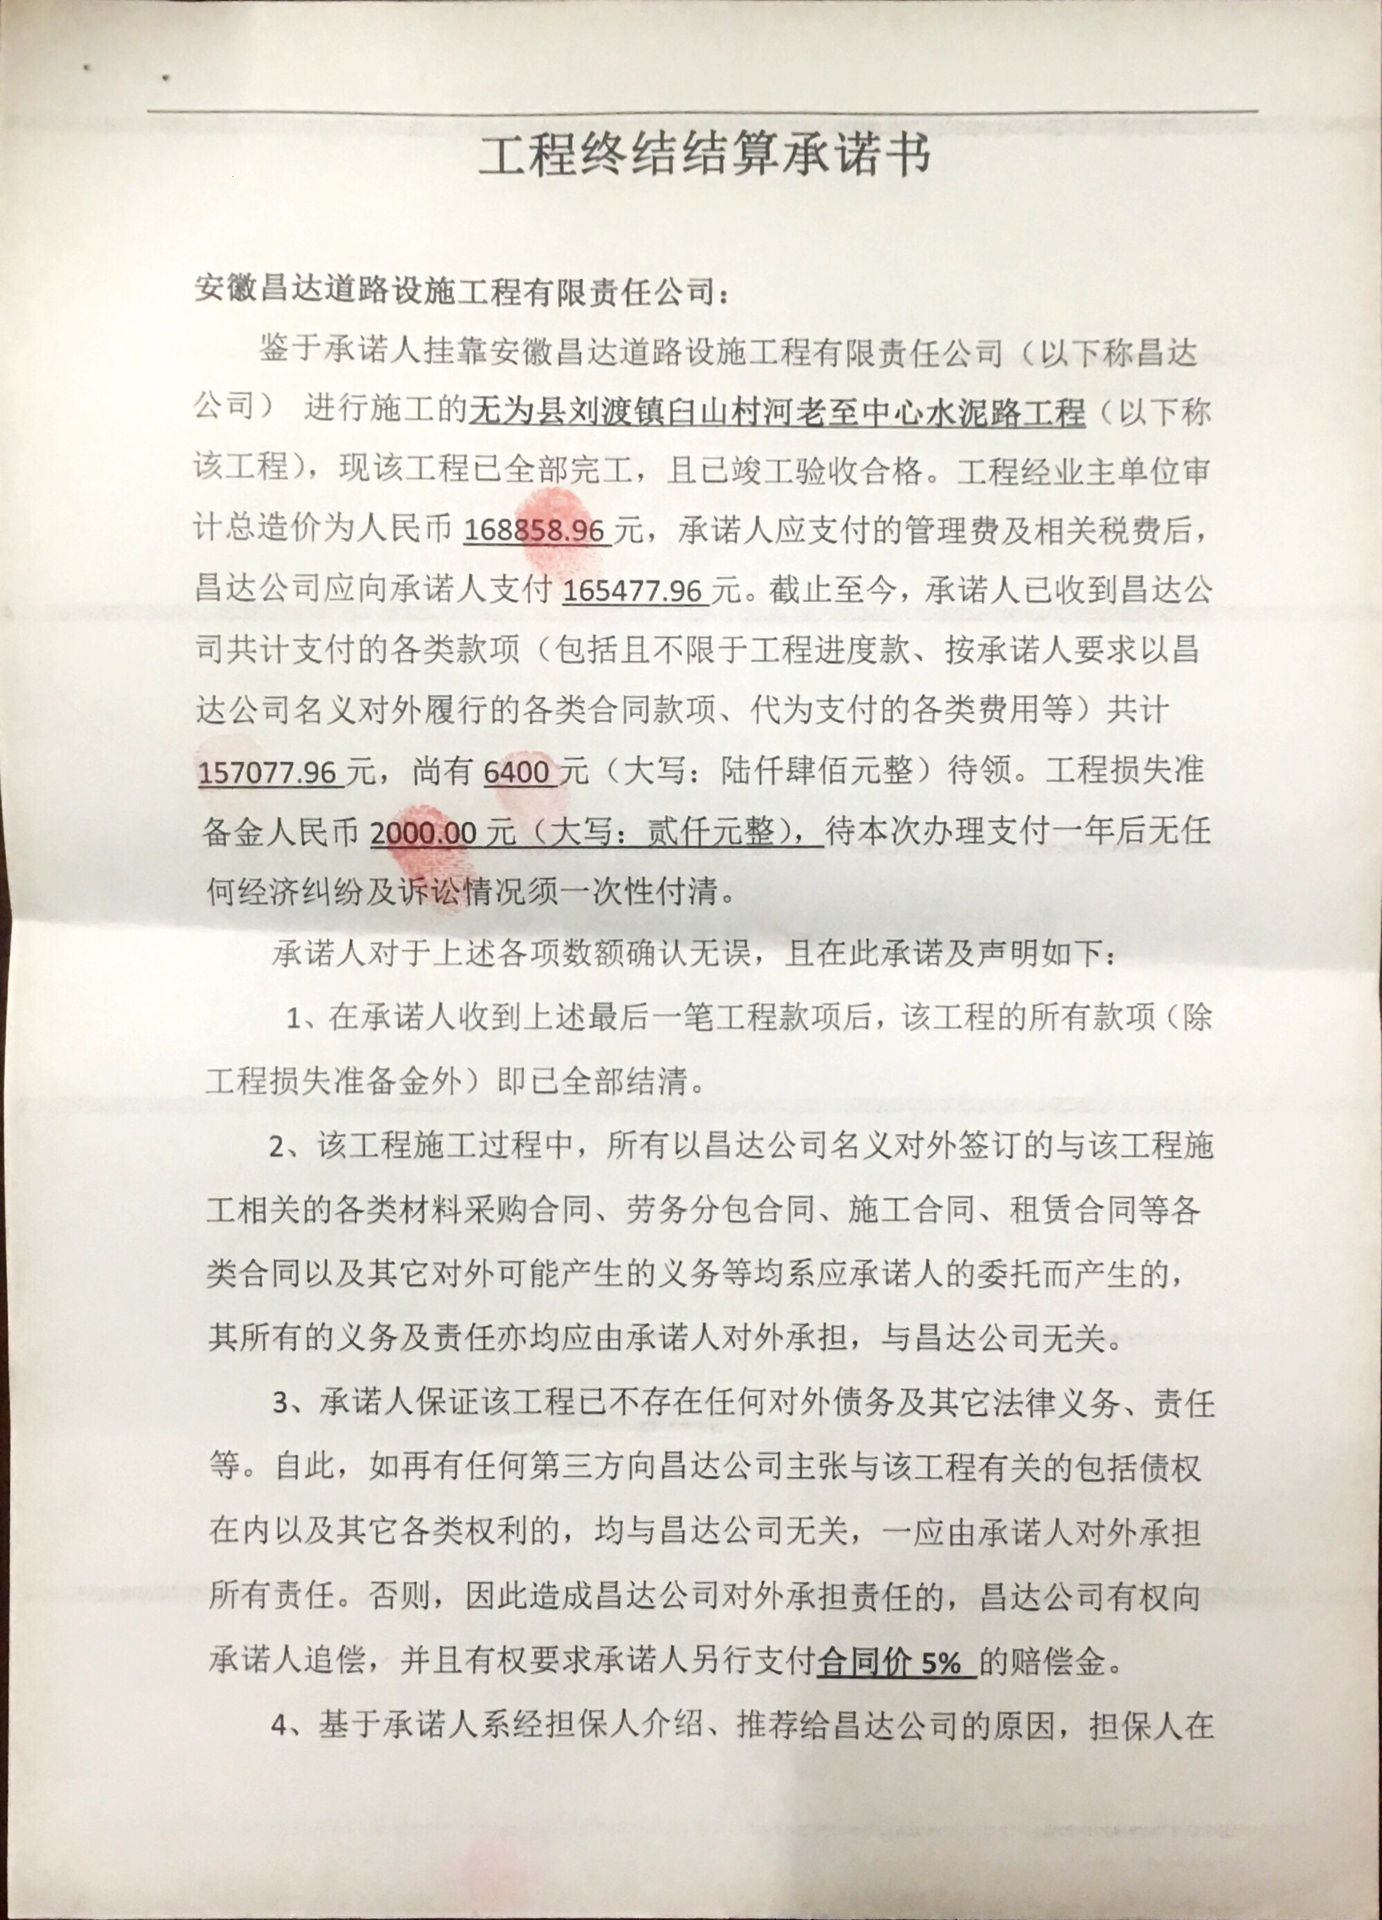 工程终结结算承诺书
安徽昌达道路设施工程有限责任公司：
鉴于承诺人挂靠安徽昌达道路设施工程有限责任公司（以下称昌达
公司） 进行施工的无为县刘渡镇臼山村河老至中心水泥路工程（以下称
该工程），现该工程已全部完工，且已竣工验收合格。工程经业主单位审
计总造价为人民币 168858.96 元，承诺人应支付的管理费及相关税费后，
昌达公司应向承诺人支付 165477.96 元。截止至今，承诺人已收到昌达公
司共计支付的各类款项（包括且不限于工程进度款、按承诺人要求以昌
达公司名义对外履行的各类合同款项、代为支付的各类费用等）共计
157077.96 元，尚有 6400 元（大写：陆仟肆佰元整）待领。工程损失准
备金人民币 2000.00 元（大写：贰仟元整），待本次办理支付一年后无任
何经济纠纷及诉讼情况须一次性付清。
承诺人对于上述各项数额确认无误，且在此承诺及声明如下：
1、在承诺人收到上述最后一笔工程款项后，该工程的所有款项（除
工程损失准备金外）即已全部结清。
2、该工程施工过程中，所有以昌达公司名义对外签订的与该工程施
工相关的各类材料采购合同、劳务分包合同、施工合同、租赁合同等各
类合同以及其它对外可能产生的义务等均系应承诺人的委托而产生的，
其所有的义务及责任亦均应由承诺人对外承担，与昌达公司无关。
3、承诺人保证该工程已不存在任何对外债务及其它法律义务、责任
等。自此，如再有任何第三方向昌达公司主张与该工程有关的包括债权
在内以及其它各类权利的，均与昌达公司无关，一应由承诺人对外承担
所有责任。否则，因此造成昌达公司对外承担责任的，昌达公司有权向
承诺人追偿，并且有权要求承诺人另行支付合同价 5% 的赔偿金。
4、基于承诺人系经担保人介绍、推荐给昌达公司的原因，担保人在